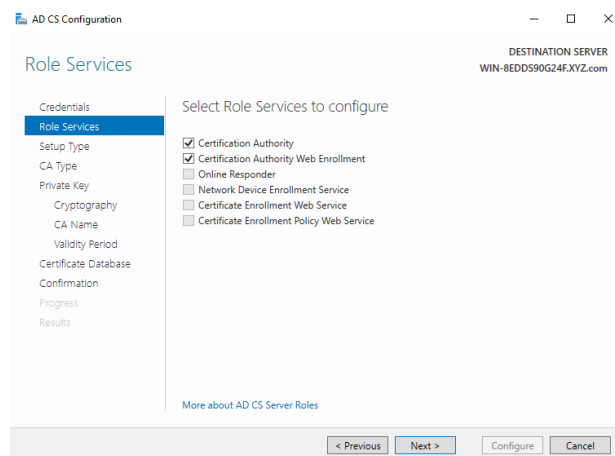 AD CS Configuration
Role Services
DESTINATION SERVER
WIN-8EDDS90G24F.XYZ.com
Credentials
Role Services
Setup Type
CA Type
Private Key
Cryptography
CA Name
Validity Period
Certificate Database
Confirmation
Progress
Results
Select Role Services to configure
Certification Authority
Certification Authority Web Enrollment
Online Responder
Network Device Enrollment Service
Certificate Enrollment Web Service
Certificate Enrollment Policy Web Service
More about AD CS Server Roles
< Previous
Next >
Configure
Cancel